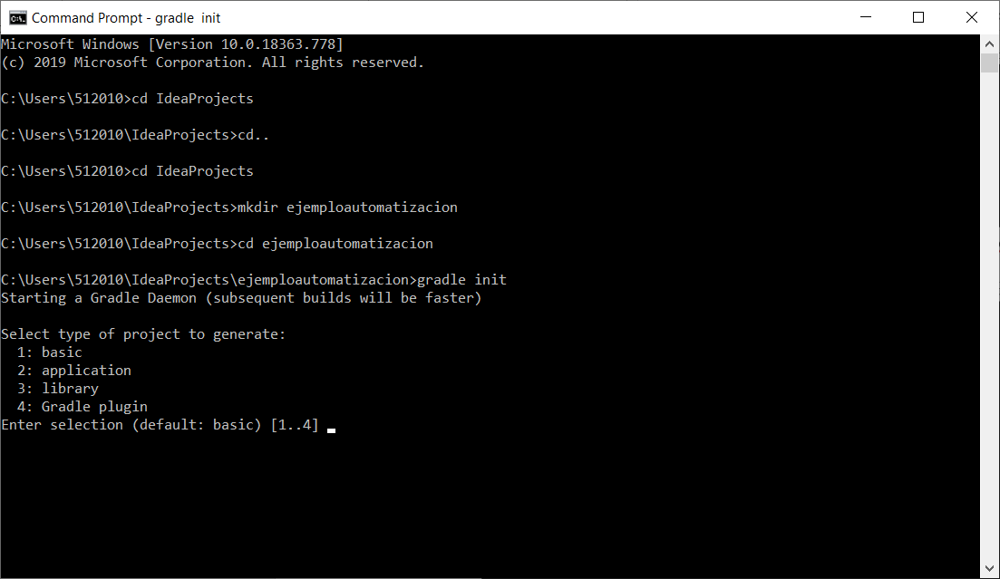 Command Prompt - gradle  init
Microsoft Windows [Version 10.0.18363.778]
(c) 2019 Microsoft Corporation. All rights reserved.
C:\Users\512010>cd IdeaProjects
C:\Users\512010\IdeaProjects>cd..
C:\Users\512010>cd IdeaProjects
C:\Users\512010\IdeaProjects>mkdir ejemploautomatizacion
C:\Users\512010\IdeaProjects>cd ejemploautomatizacion
C:\Users\512010\IdeaProjects\ejemploautomatizacion>gradle init
Starting a Gradle Daemon (subsequent builds will be faster)
Select type of project to generate:
  1: basic
  2: application
  3: library
  4: Gradle plugin
Enter selection (default: basic) [1..4]